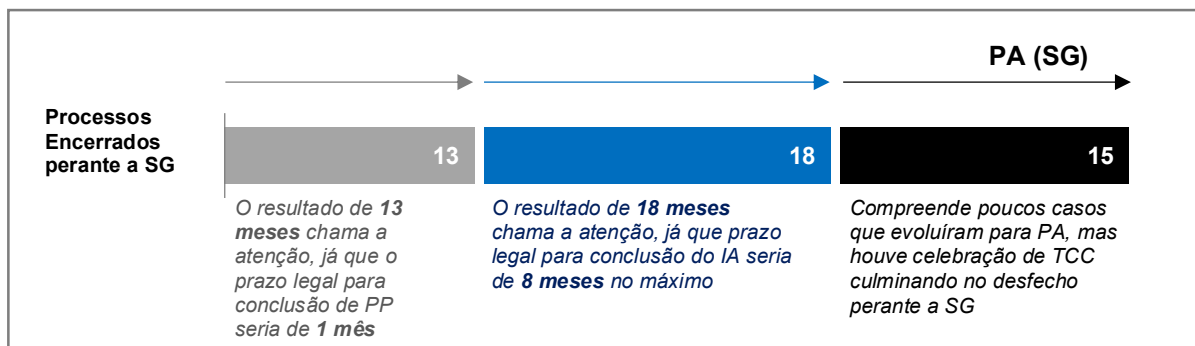 PA (SG)
Processos
Encerrados
perante a SG
13
18
15
O resultado de 13
meses chama a
atenção, já que o
prazo legal para
conclusão de PP
seria de 1 mês
O resultado de 18 meses
chama a atenção, já que prazo
legal para conclusão do IA seria
de 8 meses no máximo
Compreende poucos casos
que evoluíram para PA, mas
houve celebração de TCC
culminando no desfecho
perante a SG